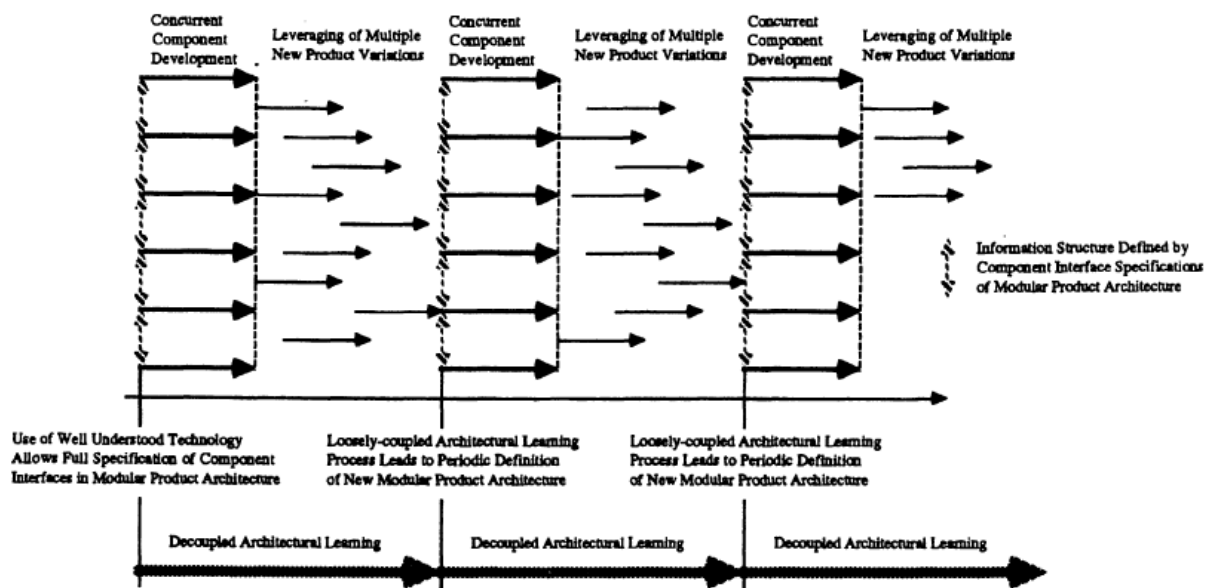 Concurrent
Component
Development
Leveraging of Multiple
New Product Variations
Concurrent
Component
Development
Leveraging of Multiple
New Product Variations
Concurrent
Component
Development
Leveraging of Multiple
New Product Variations
Information Structure Defined by
Component Interface Specifications
of Modular Product Architecture
Use of Well Understood Technology
Allows Full Specification of Component
Interfaces in Modular Product Architecture
Loosely-coupled Architectural Learning
Process Leads to Periodic Definition
of New Modular Product Architecture
Loosely-coupled Architectural Learning
Process Leads to Periodic Definition
of New Modular Product Architecture
Decoupled Architectural Learning
Decoupled Architectural Learning
Decoupled Architectural Learning